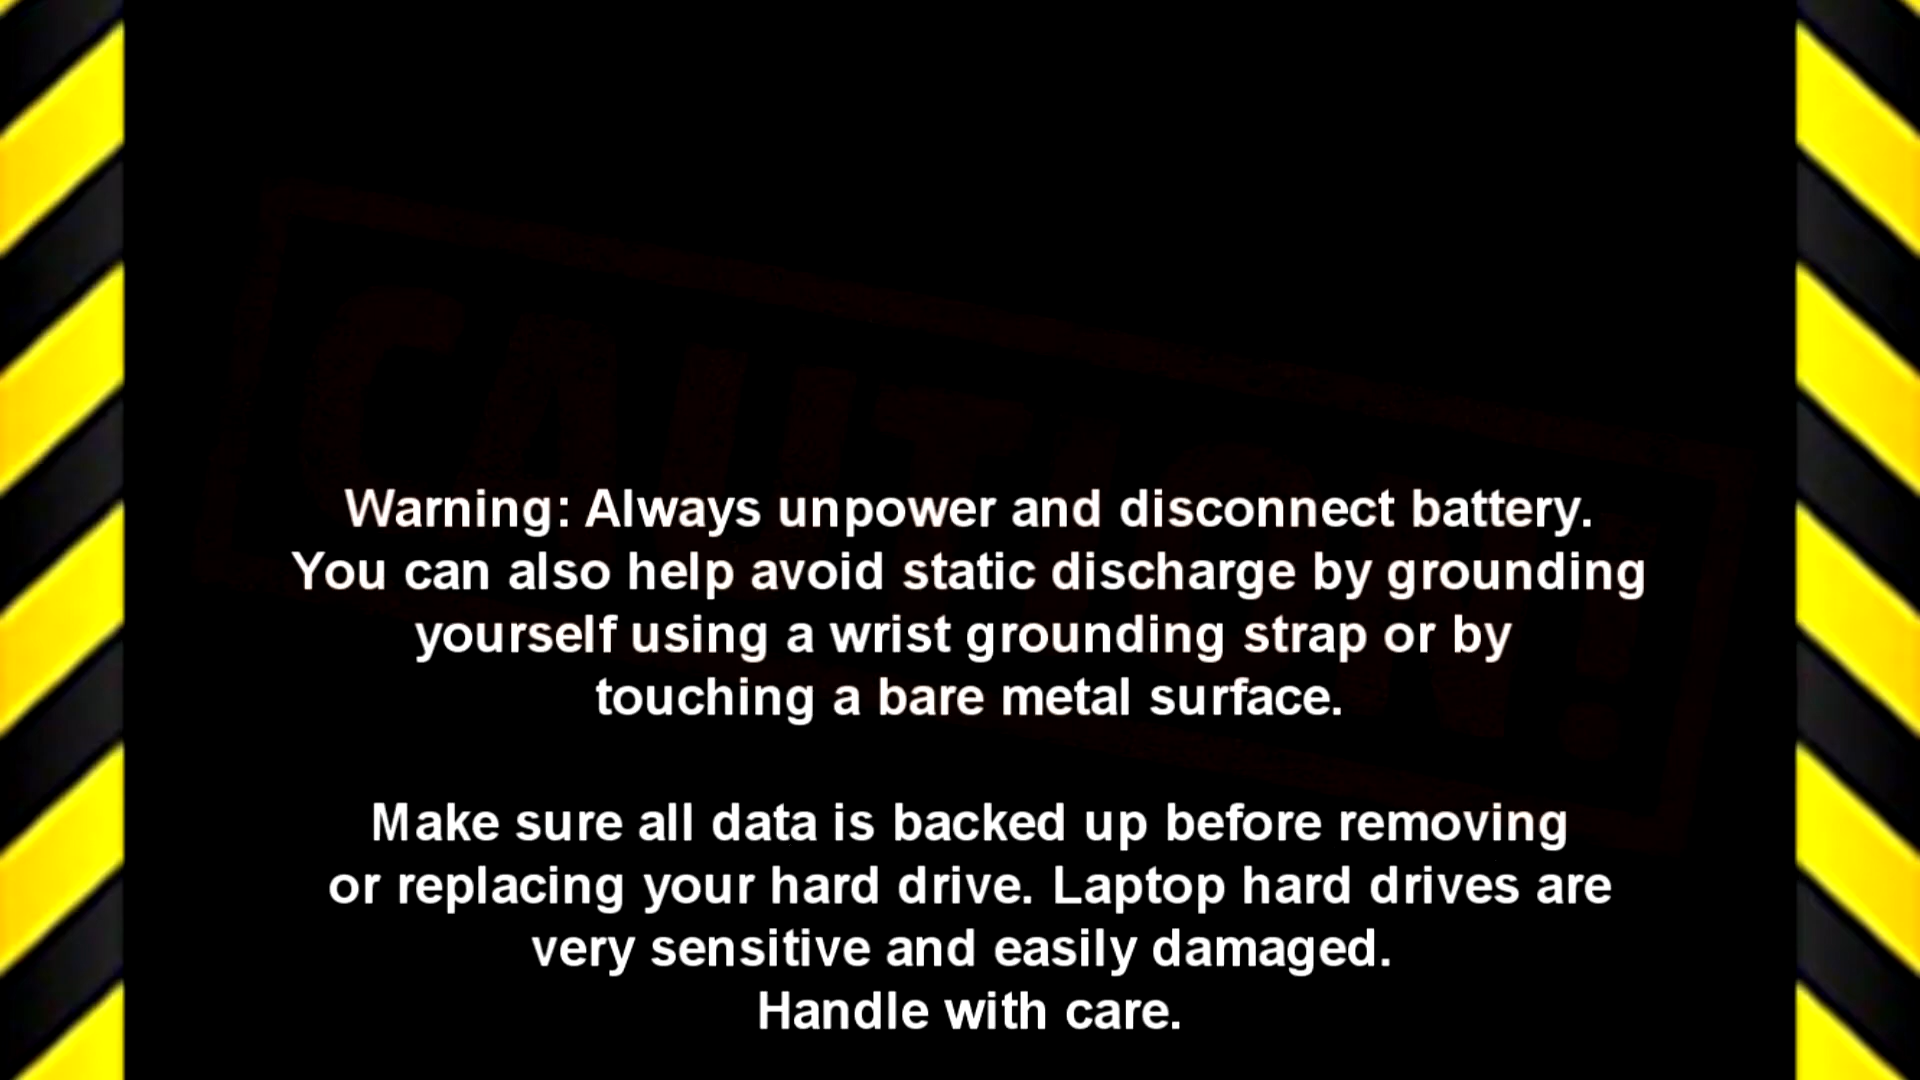 CAUTION!
Warning: Always unpower and disconnect battery.
You can also help avoid static discharge by grounding
yourself using a wrist grounding strap or by
touching a bare metal surface.
Make sure all data is backed up before removing
or replacing your hard drive. Laptop hard drives are
very sensitive and easily damaged.
Handle with care.